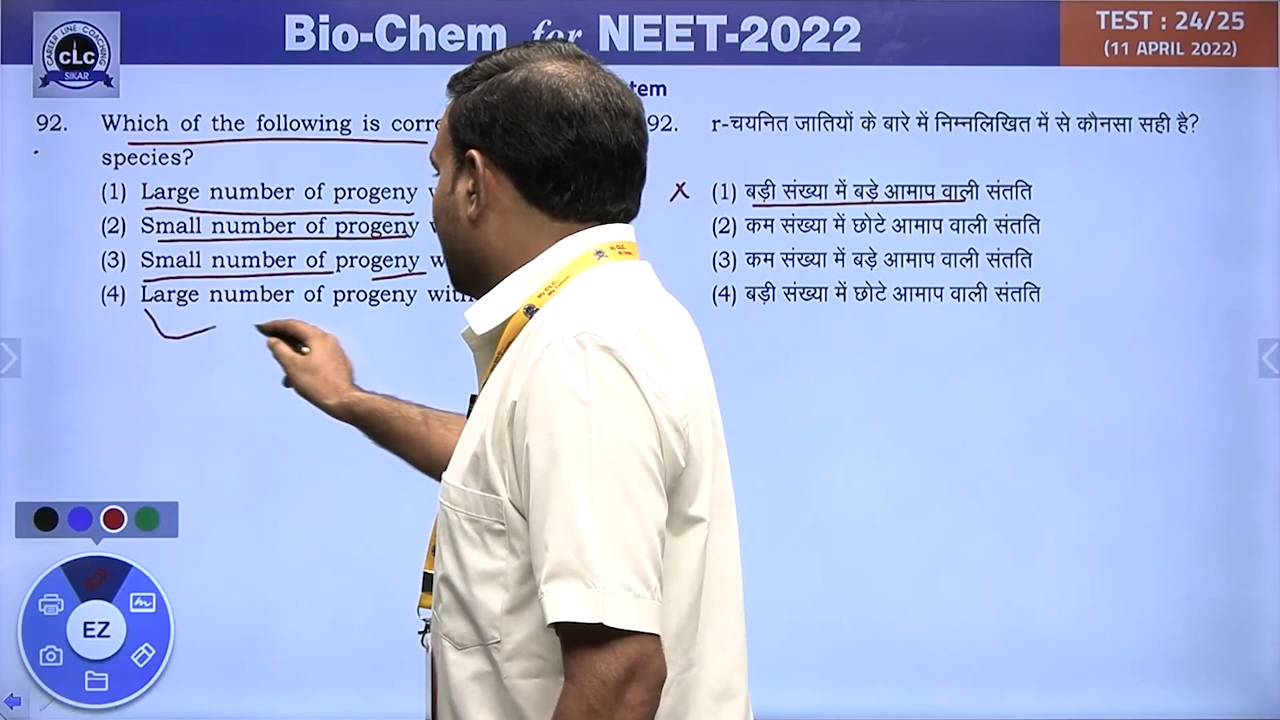 Bio-Chem for NEET-2022
TEST : 24/25
(11 APRIL 2022)
CAREER LINE COACHING
CLC
SIKAR
92. Which of the following is
species?
(1) Large number of progeny
(2) Small number of progeny
(3) Small number of progeny
(4) Large number of progeny with
92. r-चयनित जातियों के बारे में निम्नलिखित में से कौनसा सही है?
(1) बड़ी संख्या में बड़े आमाप वाली संतति
(2) कम संख्या में छोटे आमाप वाली संतति
(3) कम संख्या में बड़े आमाप वाली संतति
(4) बड़ी संख्या में छोटे आमाप वाली संतति
EZ